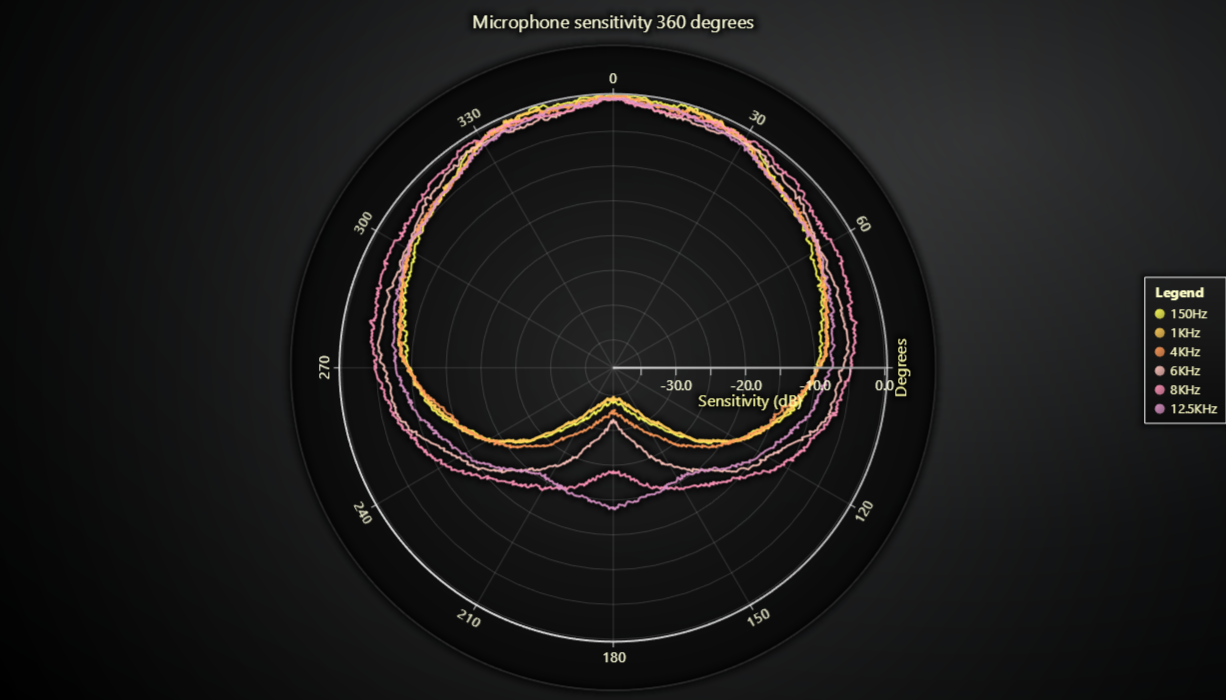 Microphone sensitivity 360 degrees
0
330
30
300
60
270
-30.0
-20.0
-10.0
0.0
Degrees
Sensitivity (dB)
240
120
210
150
180
Legend
150Hz
1KHz
4KHz
6KHz
8KHz
12.5KHz